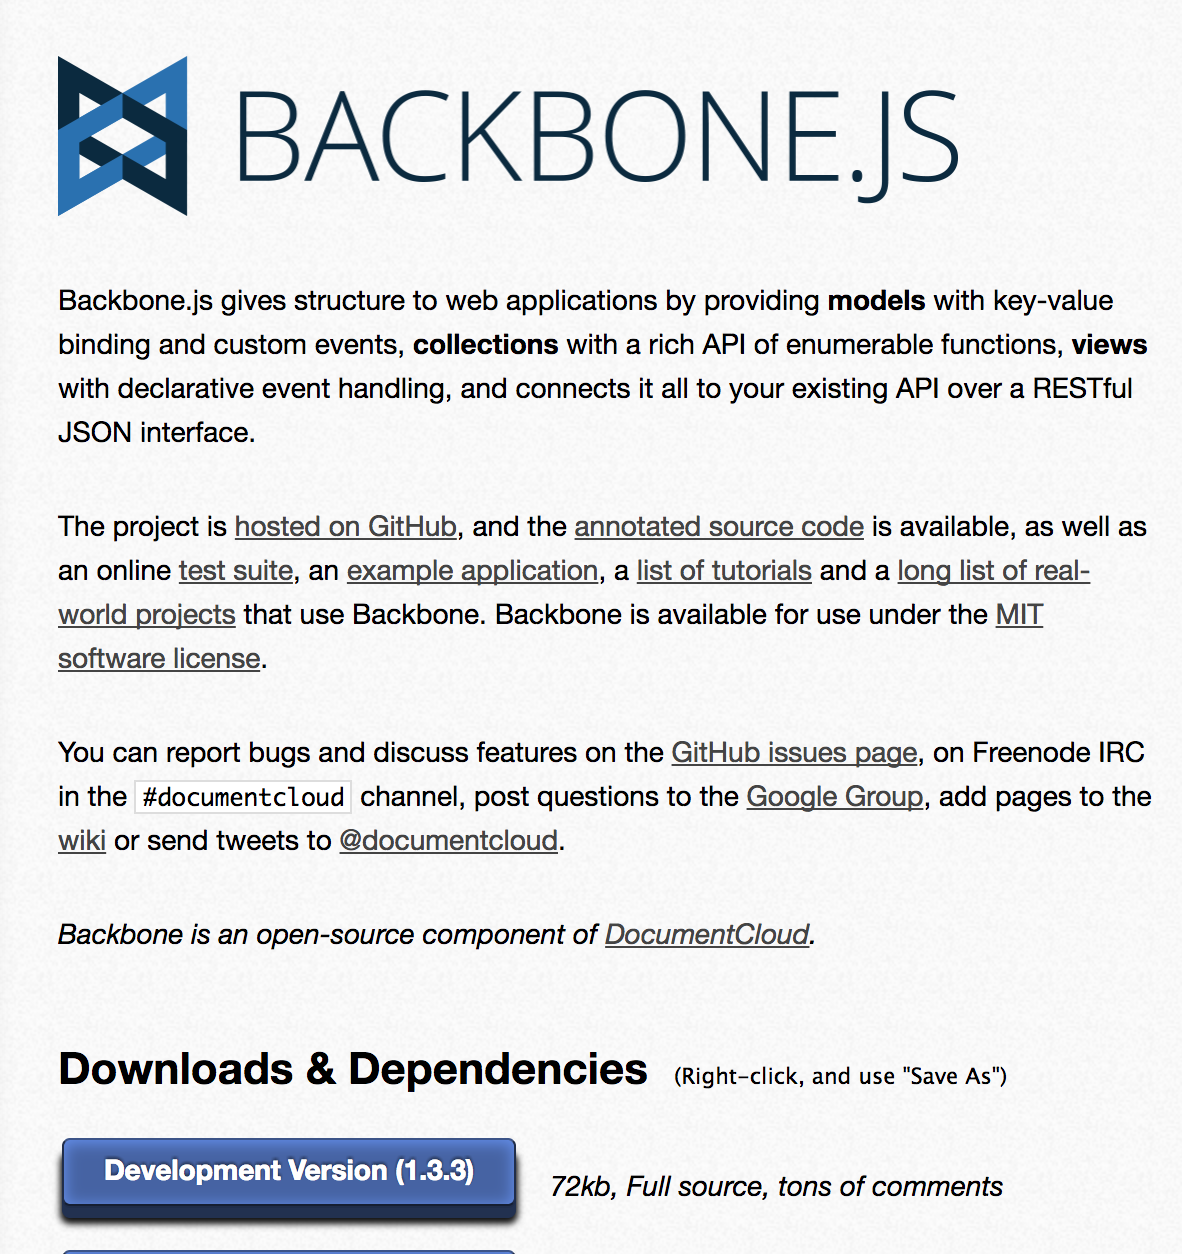 BACKBONE.JS
Backbone.js gives structure to web applications by providing models with key-value
binding and custom events, collections with a rich API of enumerable functions, views
with declarative event handling, and connects it all to your existing API over a RESTful
JSON interface.
The project is hosted on GitHub, and the annotated source code is available, as well as
an online test suite, an example application, a list of tutorials and a long list of real-
world projects that use Backbone. Backbone is available for use under the MIT
software license.
You can report bugs and discuss features on the GitHub issues page, on Freenode IRC
in the #documentcloud channel, post questions to the Google Group, add pages to the
wiki or send tweets to @documentcloud.
Backbone is an open-source component of DocumentCloud.
Downloads & Dependencies (Right-click, and use "Save As")
Development Version (1.3.3) 72kb, Full source, tons of comments